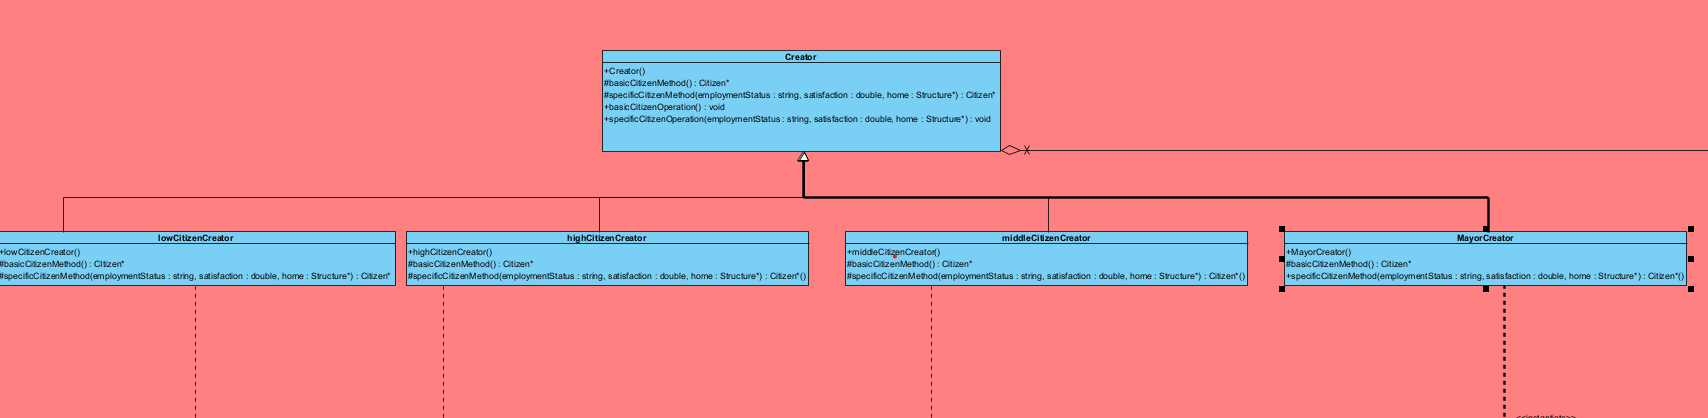 Creator
+Creator()
#basicCitizenMethod() : Citizen*
#specificCitizenMethod(employmentStatus : string, satisfaction : double, home : Structure*) : Citizen*
+basicCitizenOperation() : void
+specificCitizenOperation(employmentStatus : string, satisfaction : double, home : Structure*) : void
lowCitizenCreator
+lowCitizenCreator()
#basicCitizenMethod() : Citizen*
#specificCitizenMethod(employmentStatus : string, satisfaction : double, home : Structure*) : Citizen*
highCitizenCreator
+highCitizenCreator()
#basicCitizenMethod() : Citizen*
#specificCitizenMethod(employmentStatus : string, satisfaction : double, home : Structure*) : Citizen*()
middleCitizenCreator
+middleCitizenCreator()
#basicCitizenMethod() : Citizen*
#specificCitizenMethod(employmentStatus : string, satisfaction : double, home : Structure*) : Citizen*()
MayorCreator
+MayorCreator()
#basicCitizenMethod() : Citizen*
+specificCitizenMethod(employmentStatus : string, satisfaction : double, home : Structure*) : Citizen*()
<<instantiate>>